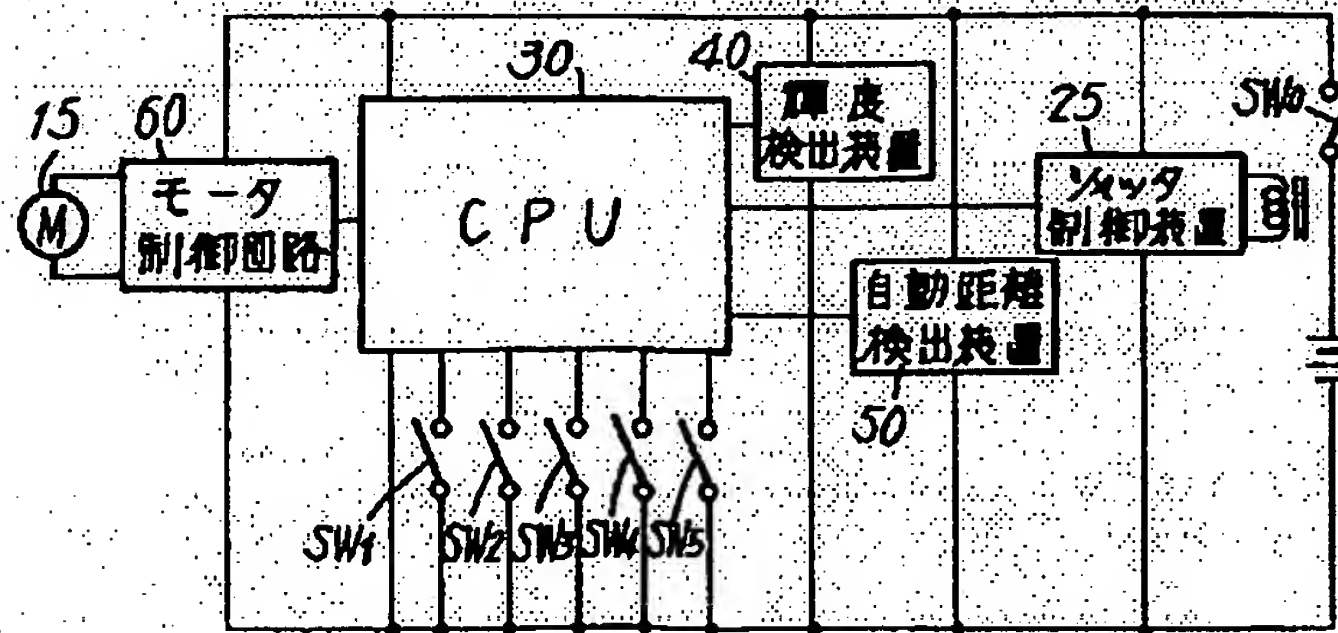 30
40
輝度
検出装置
25
SW0
15
60
モータ
制御回路
M
CPU
シャッタ
制御装置
自動距離
検出装置
50
SW1
SW2
SW3
SW4
SW5